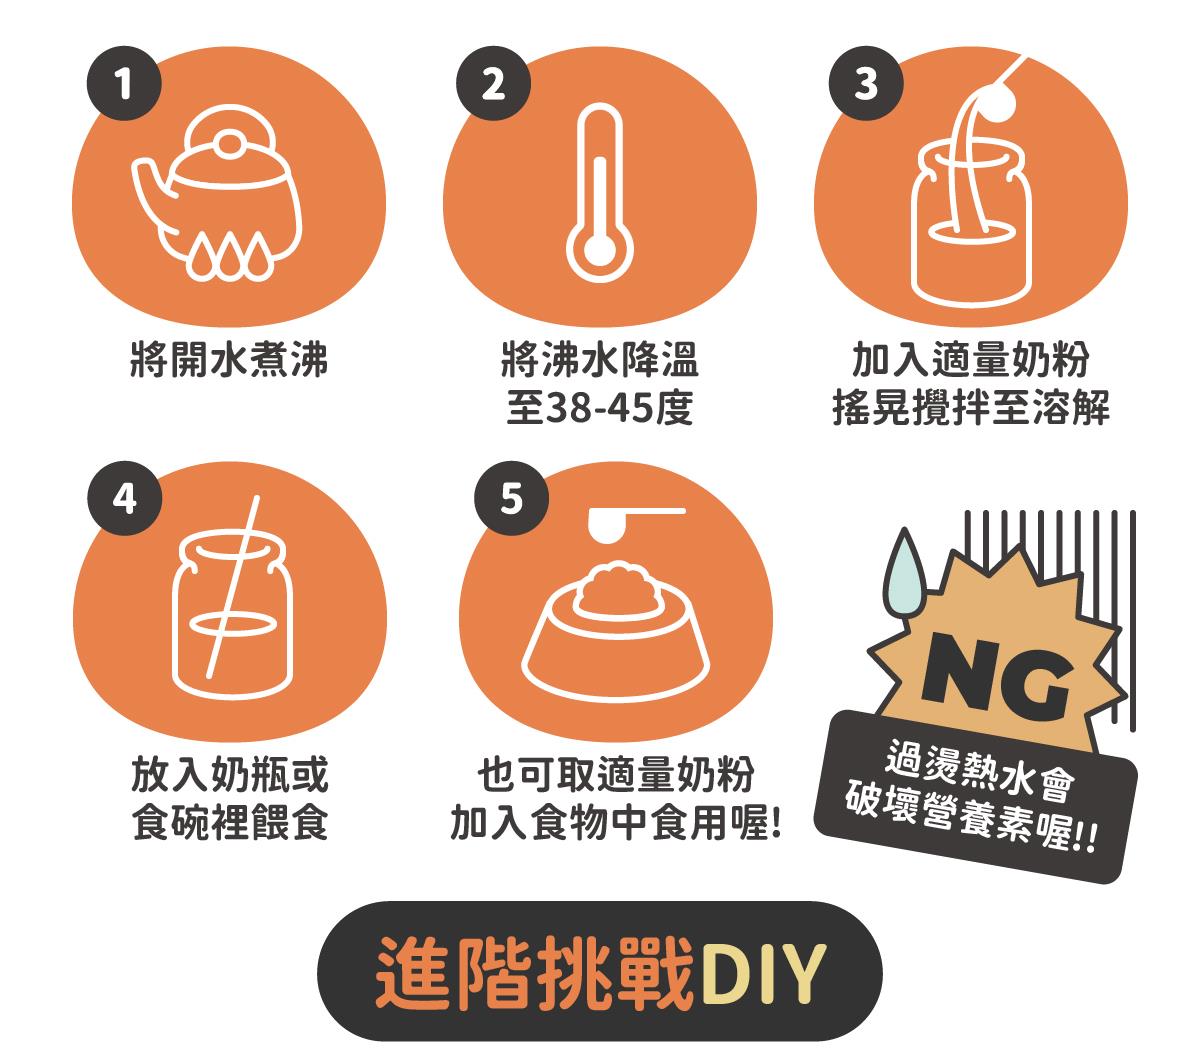 1
將開水煮沸
2
將沸水降溫
至38-45度
3
加入適量奶粉
搖晃攪拌至溶解
4
放入奶瓶或
食碗裡餵食
5
也可取適量奶粉
加入食物中食用喔!
NG
過燙熱水會
破壞營養素喔!!
進階挑戰DIY